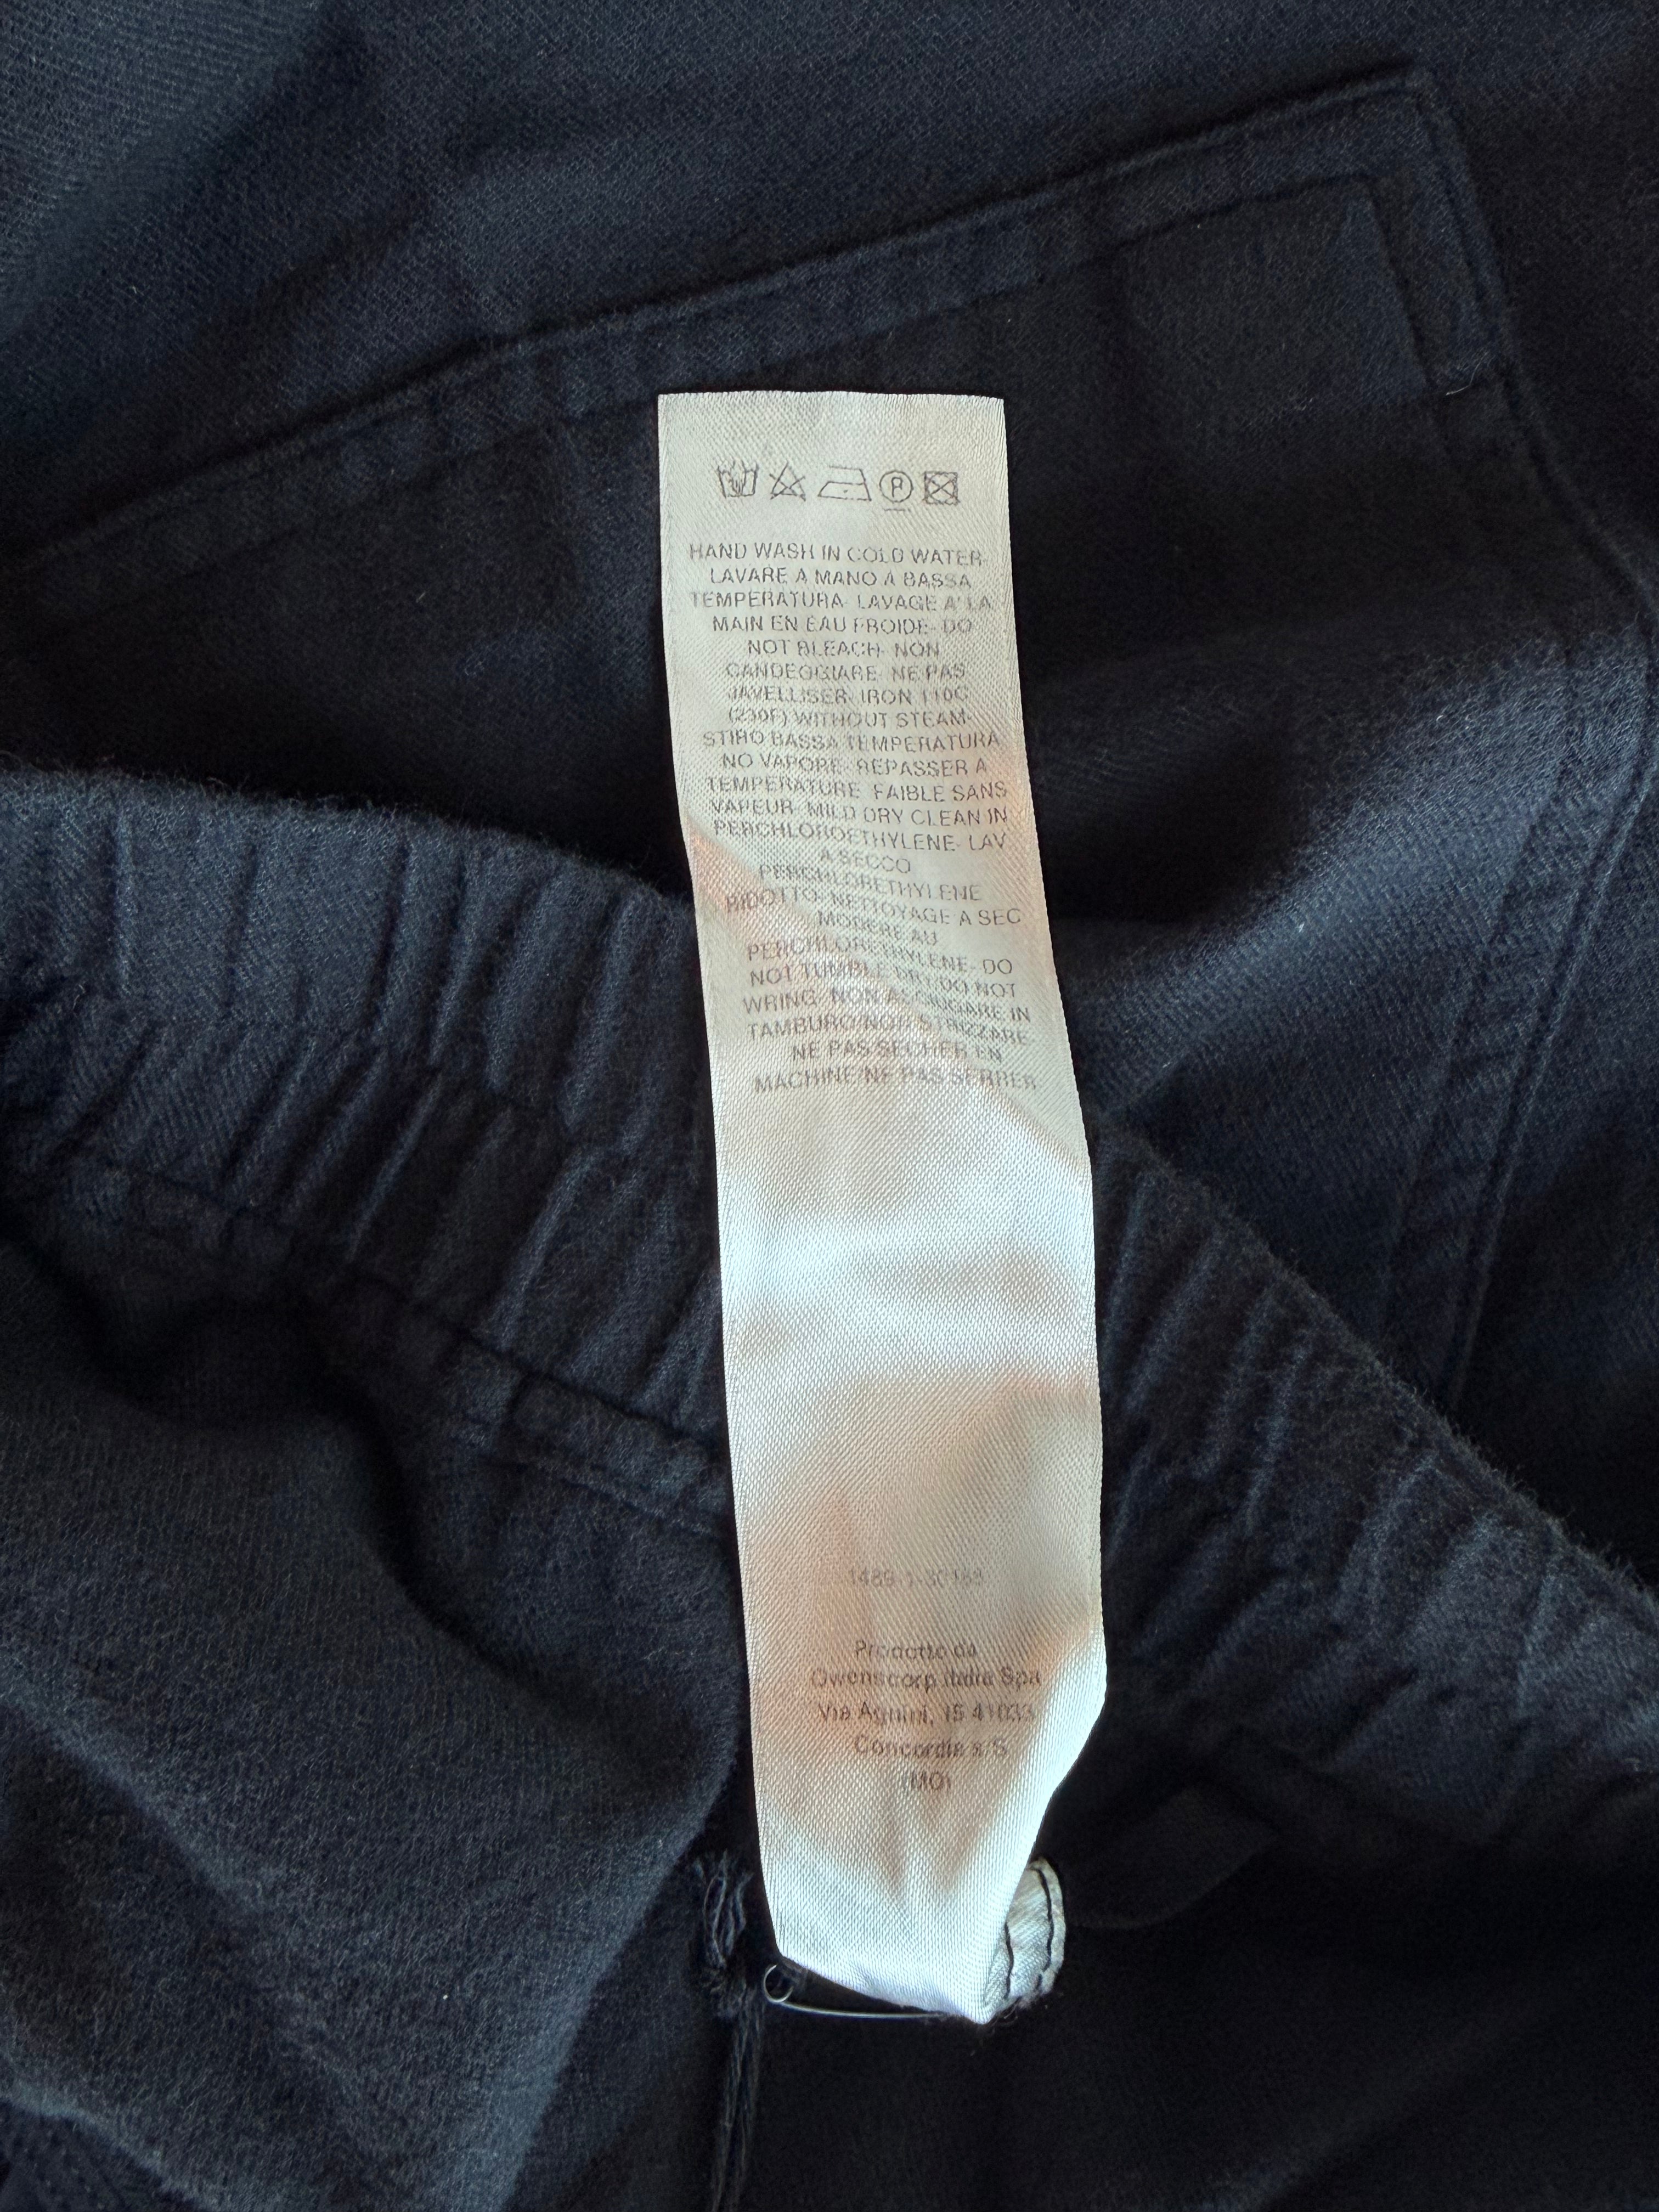 P
HAND WASH IN COLD WATER-
LAVARE A MANO A BASSA
TEMPERATURA- LAVAGE A' LA
MAIN EN EAU FROIDE- DO
NOT BLEACH- NON
CANDEGGIARE- NE PAS
JAVELLISER- IRON 110C
(230F) WITHOUT STEAM-
STIRO BASSA TEMPERATURA
NO VAPORE- REPASSER A
TEMPERATURE FAIBLE SANS
VAPEUR- MILD DRY CLEAN IN
PERCHLOROETHYLENE- LAV
A SECCO
PERCHLORETHYLENE
RIDOTTO- NETTOYAGE A SEC
MODERE AU
PERCHLORETHYLENE- DO
NOT TUMBLE DRY/DO NOT
WRING- NON ASCIUGARE IN
TAMBURO/NON STRIZZARE
NE PAS SECHER EN
MACHINE/NE PAS SERRER
Prodotto da
Owenscorp Italia Spa
Via Agnini, 15 41033
Concordia s S
(MO)